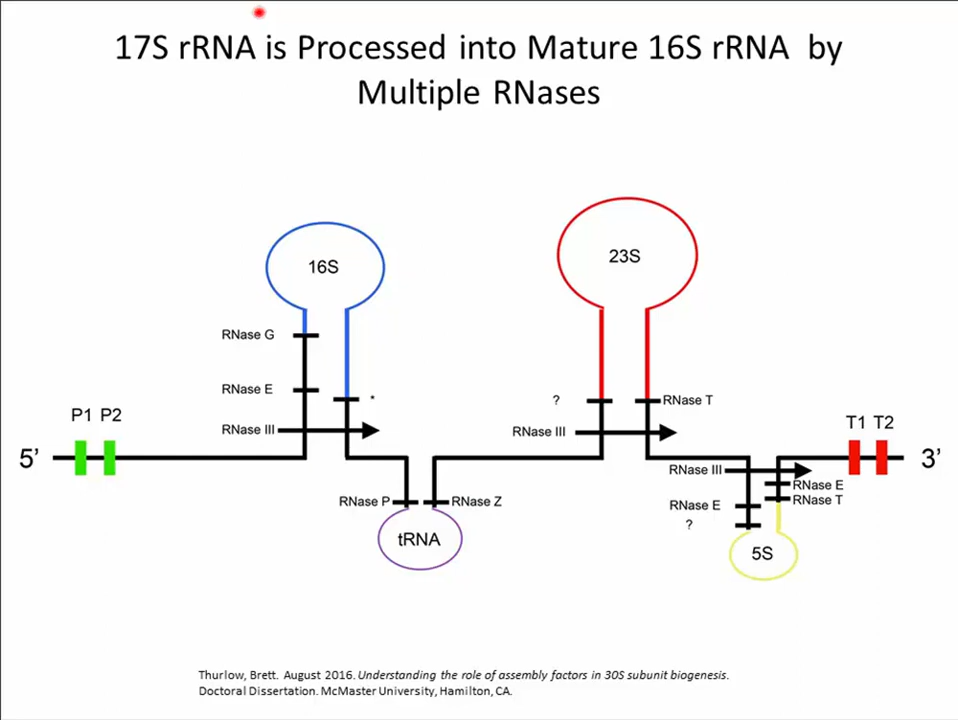 17S rRNA is Processed into Mature 16S rRNA by
Multiple RNases
16S
23S
RNase G
RNase E
*
?
RNase T
P1 P2
RNase III
RNase III
T1 T2
5’
3’
RNase III
RNase E
RNase P
RNase Z
RNase T
RNase E
?
tRNA
5S
Thurlow, Brett. August 2016. Understanding the role of assembly factors in 30S subunit biogenesis.
Doctoral Dissertation. McMaster University, Hamilton, CA.